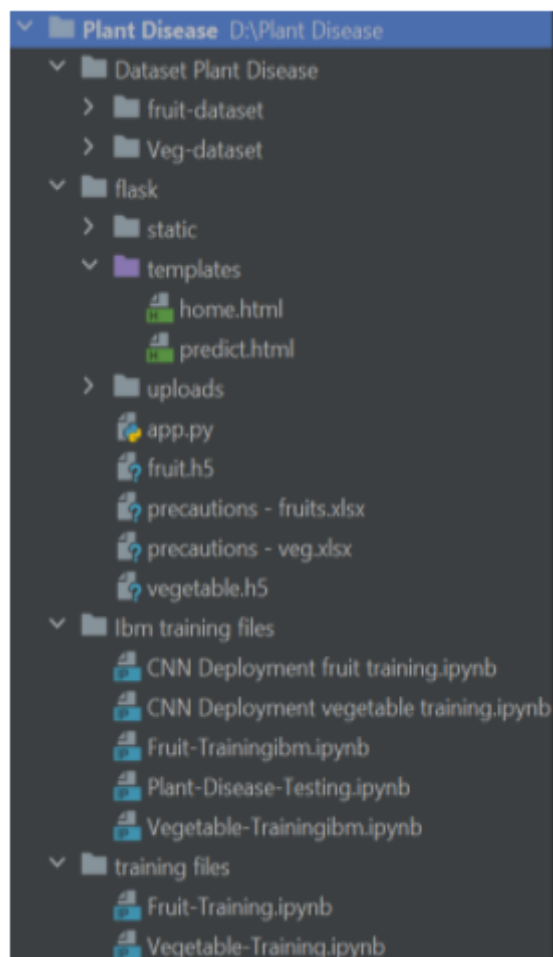 Plant Disease D:\Plant Disease
Dataset Plant Disease
fruit-dataset
Veg-dataset
flask
static
templates
home.html
predict.html
uploads
app.py
fruit.h5
precautions - fruits.xlsx
precautions - veg.xlsx
vegetable.h5
Ibm training files
CNN Deployment fruit training.ipynb
CNN Deployment vegetable training.ipynb
Fruit-Trainingibm.ipynb
Plant-Disease-Testing.ipynb
Vegetable-Trainingibm.ipynb
training files
Fruit-Training.ipynb
Vegetable-Training.ipynb